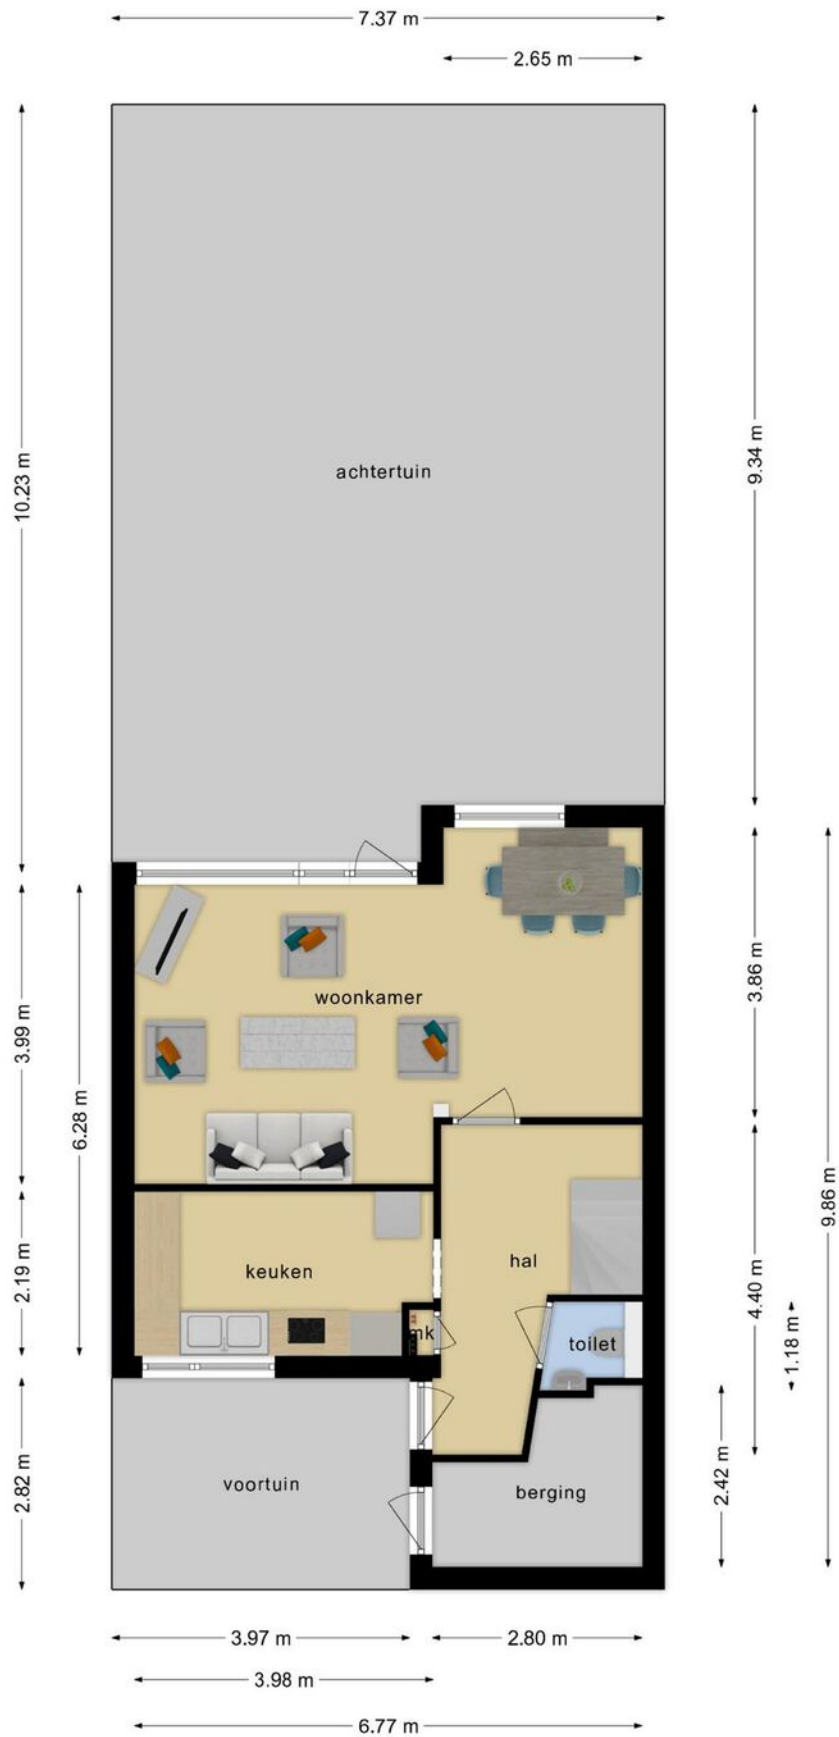 7.37 m
2.65 m
achtertuin
10.23 m
9.34 m
woonkamer
3.99 m
3.86 m
6.28 m
9.86 m
keuken
hal
2.19 m
4.40 m
mk
toilet
1.18 m
voortuin
berging
2.82 m
2.42 m
3.97 m
2.80 m
3.98 m
6.77 m